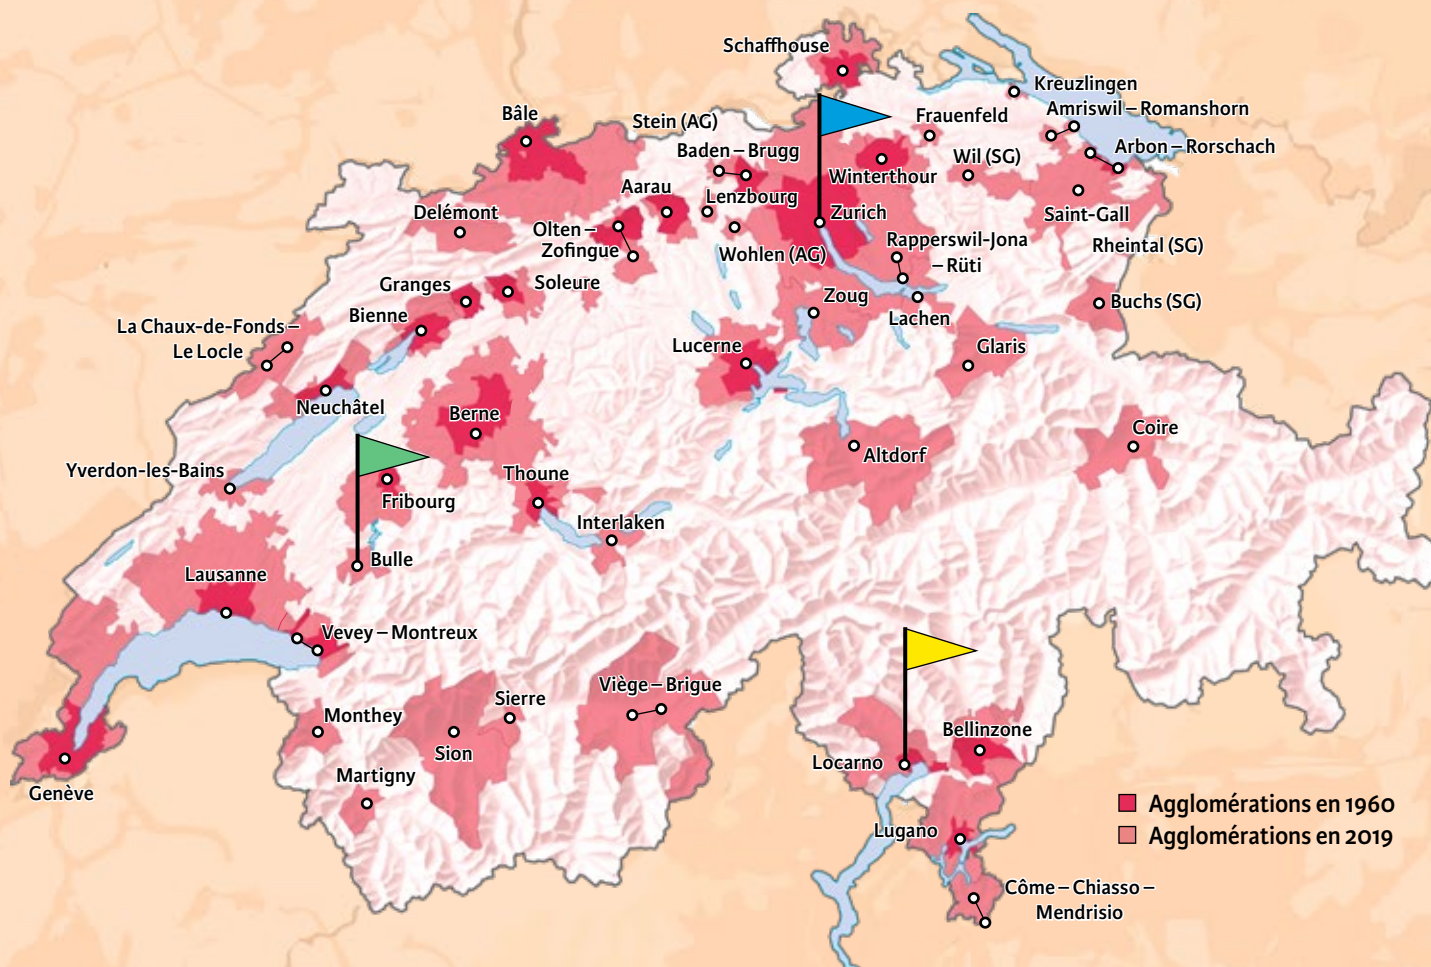 Schaffhouse
Kreuzlingen
Amriswil – Romanshorn
Bâle
Stein (AG)
Frauenfeld
Baden – Brugg
Arbon – Rorschach
Wil (SG)
Winterthour
Aarau
Lenzbourg
Delémont
Zurich
Saint-Gall
Olten –
Zofingue
Wohlen (AG)
Rapperswil-Jona
– Rüti
Rheintal (SG)
Granges
Soleure
Zoug
Buchs (SG)
Bienne
Lachen
La Chaux-de-Fonds –
Le Locle
Lucerne
Glaris
Neuchâtel
Berne
Coire
Altdorf
Yverdon-les-Bains
Thoune
Fribourg
Interlaken
Bulle
Lausanne
Vevey – Montreux
Viège – Brigue
Sierre
Monthey
Bellinzone
Sion
Locarno
Martigny
Genève
Agglomérations en 1960
Lugano
Agglomérations en 2019
Côme – Chiasso –
Mendrisio